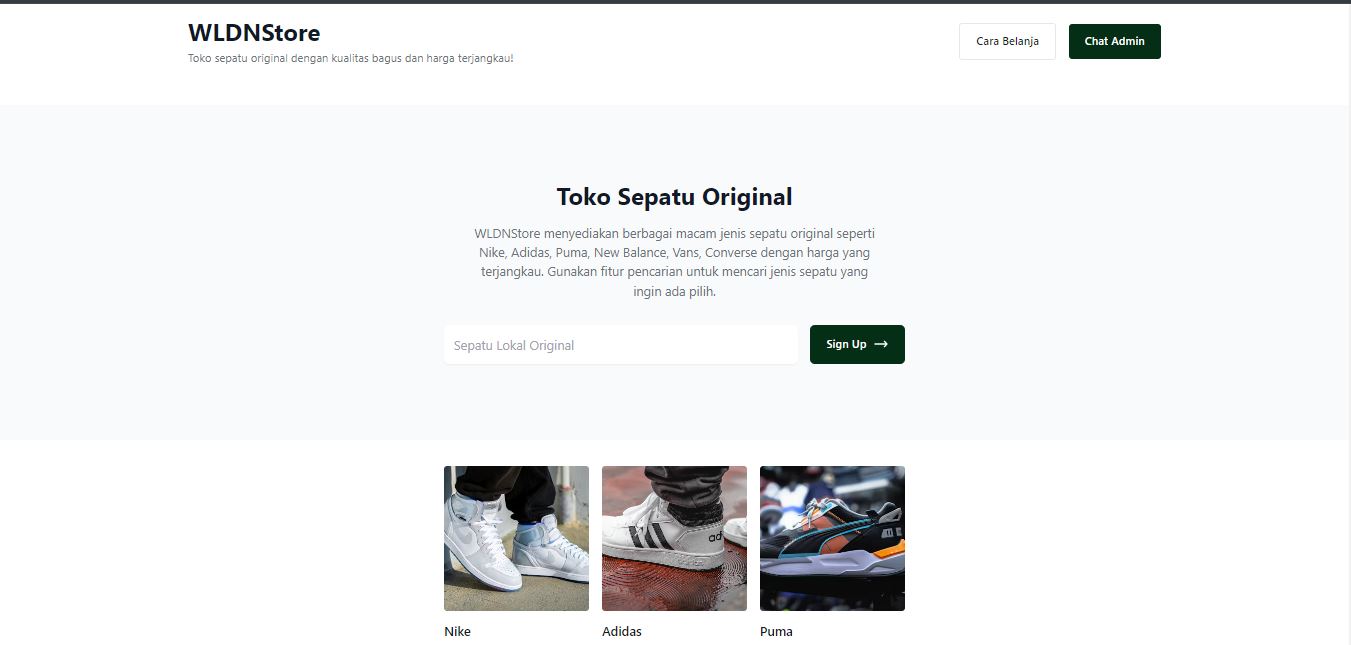 WLDNStore
Toko sepatu original dengan kualitas bagus dan harga terjangkau!
Cara Belanja
Chat Admin
Toko Sepatu Original
WLDNStore menyediakan berbagai macam jenis sepatu original seperti
Nike, Adidas, Puma, New Balance, Vans, Converse dengan harga yang
terjangkau. Gunakan fitur pencarian untuk mencari jenis sepatu yang
ingin ada pilih.
Sepatu Lokal Original
Sign Up →
ad
Nike
Adidas
Puma